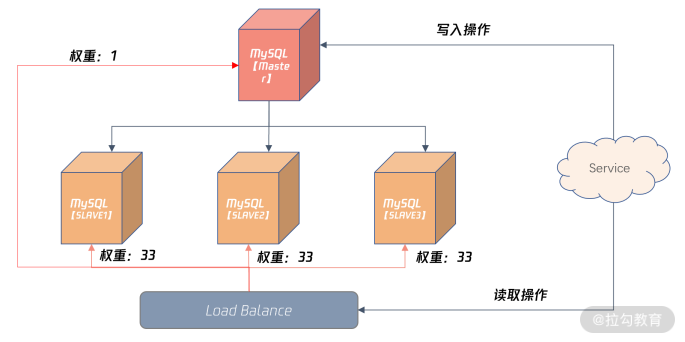 写入操作
权重：1
MySQL
【Maste
r】
Service
MySQL
【SLAVE1】
MySQL
【SLAVE2】
MySQL
【SLAVE3】
权重：33
权重：33
权重：33
读取操作
Load Balance
@拉勾教育